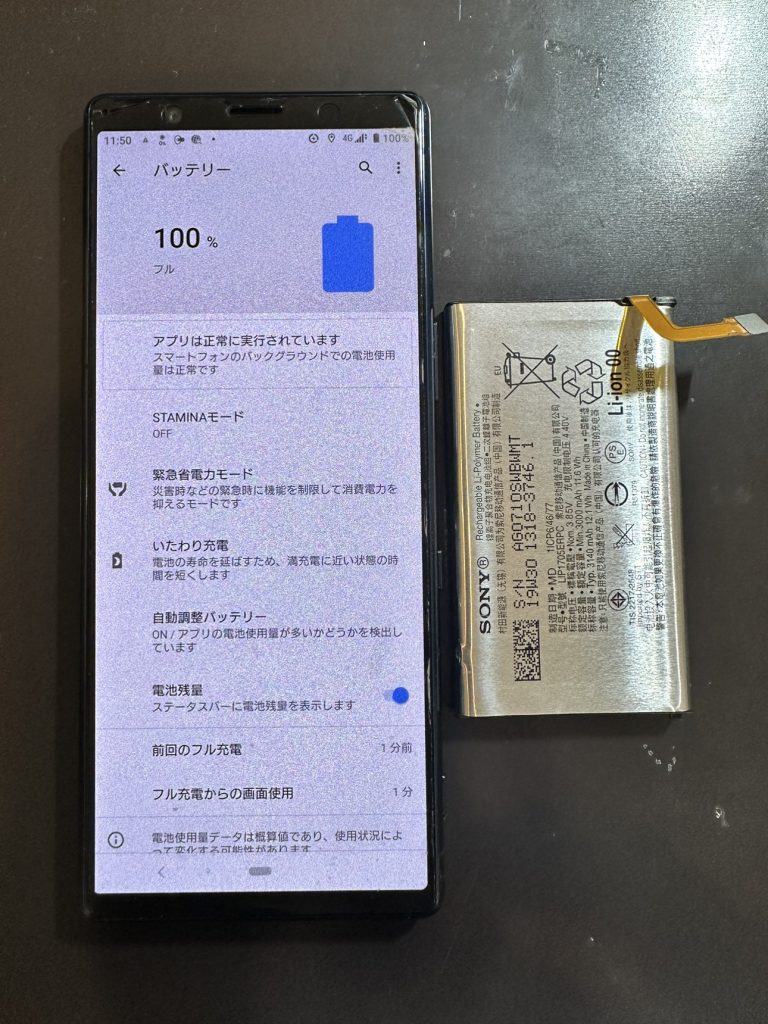 11:50
4G
100%
バッテリー
100 %
フル
アプリは正常に実行されています
スマートフォンのバックグラウンドでの電池使用
量は正常です
STAMINAモード
OFF
緊急省電力モード
災害時などの緊急時に機能を制限して消費電力を
抑えるモードです
いたわり充電
電池の寿命を延ばすため、満充電に近い状態の時
間を短くします
自動調整バッテリー
ON / アプリの電池使用量が多いかどうかを検出し
ています
電池残量
ステータスバーに電池残量を表示します
前回のフル充電
1 分前
フル充電からの画面使用
1 分
電池使用量データは概算値であり、使用状況によ
って変化する可能性があります
SONY®
Rechargeable Li-Polymer Battery
S/N AG0710SWBWMT
19W30 1318-3746.1
1ICP6/46/77
LIP1705ERPC
Nom. 3.85V
4.40V
Min. 3000 mAh
Typ. 3140 mAh 12.1 Wh Made in China
EU
Li-ion 00
PS
E